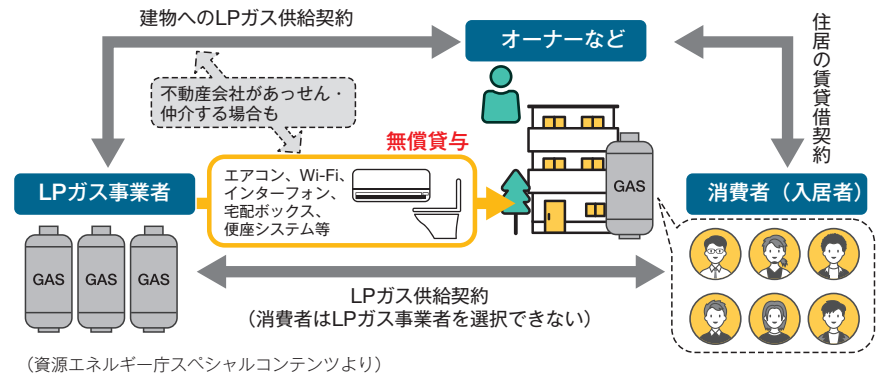 建物へのLPガス供給契約
オーナーなど
住居の賃貸借契約
不動産会社があっせん・
仲介する場合も
無償貸与
LPガス事業者
エアコン、Wi-Fi、
インターフォン、
宅配ボックス、
便座システム等
GAS
消費者（入居者）
GAS GAS GAS
LPガス供給契約
（消費者はLPガス事業者を選択できない）
（資源エネルギー庁スペシャルコンテンツより）